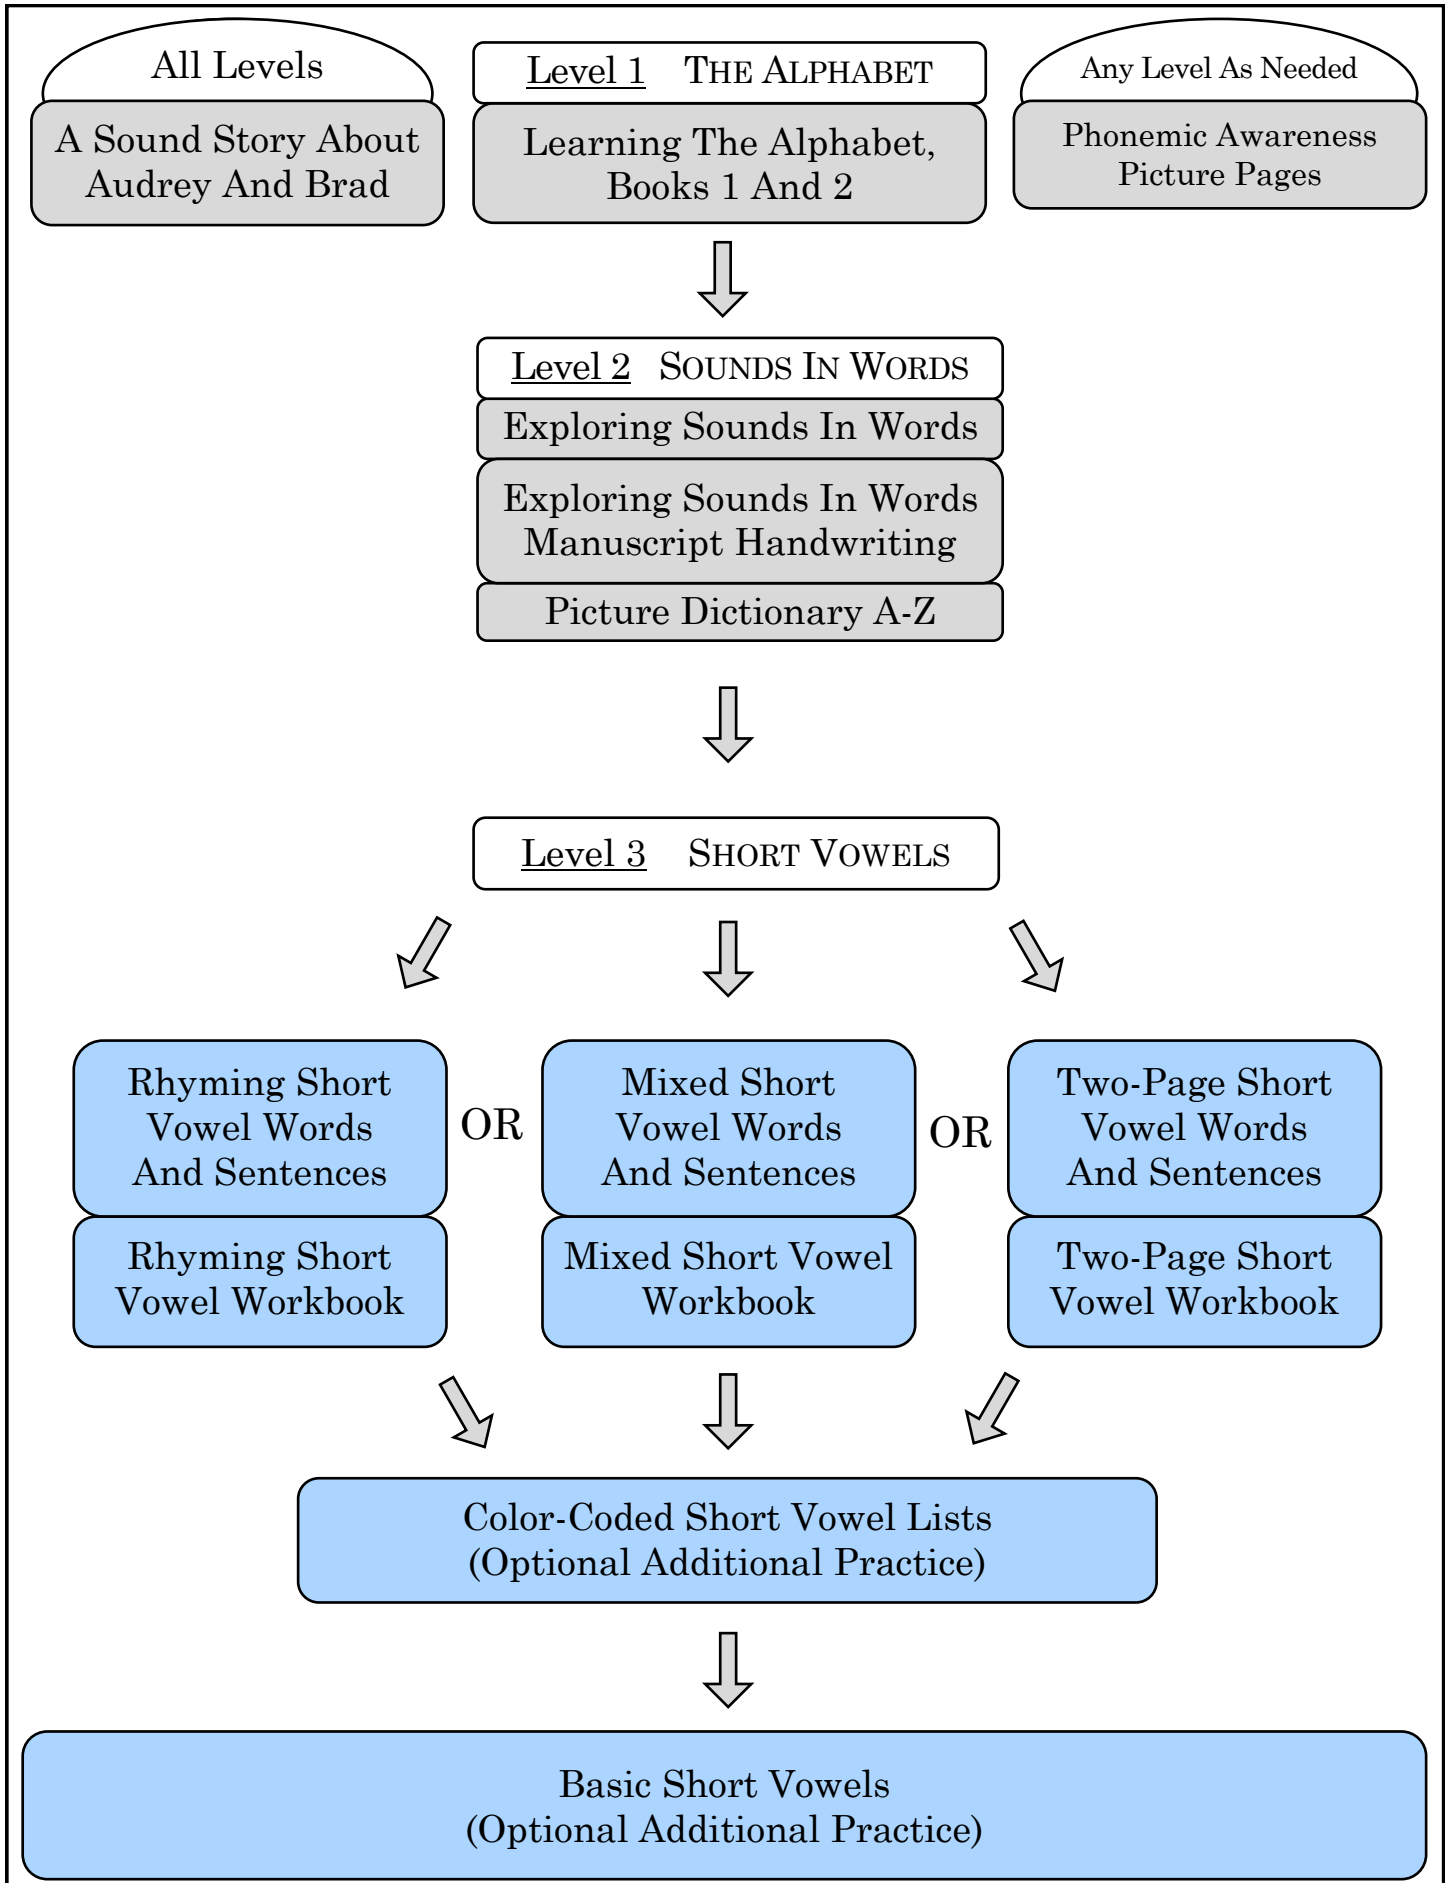 All Levels
A Sound Story About
Audrey And Brad
Level 1 THE ALPHABET
Learning The Alphabet,
Books 1 And 2
Any Level As Needed
Phonemic Awareness
Picture Pages
Level 2 SOUNDS IN WORDS
Exploring Sounds In Words
Exploring Sounds In Words
Manuscript Handwriting
Picture Dictionary A-Z
Level 3 SHORT VOWELS
Rhyming Short
Vowel Words
And Sentences
Rhyming Short
Vowel Workbook
OR
Mixed Short
Vowel Words
And Sentences
Mixed Short Vowel
Workbook
OR
Two-Page Short
Vowel Words
And Sentences
Two-Page Short
Vowel Workbook
Color-Coded Short Vowel Lists
(Optional Additional Practice)
Basic Short Vowels
(Optional Additional Practice)